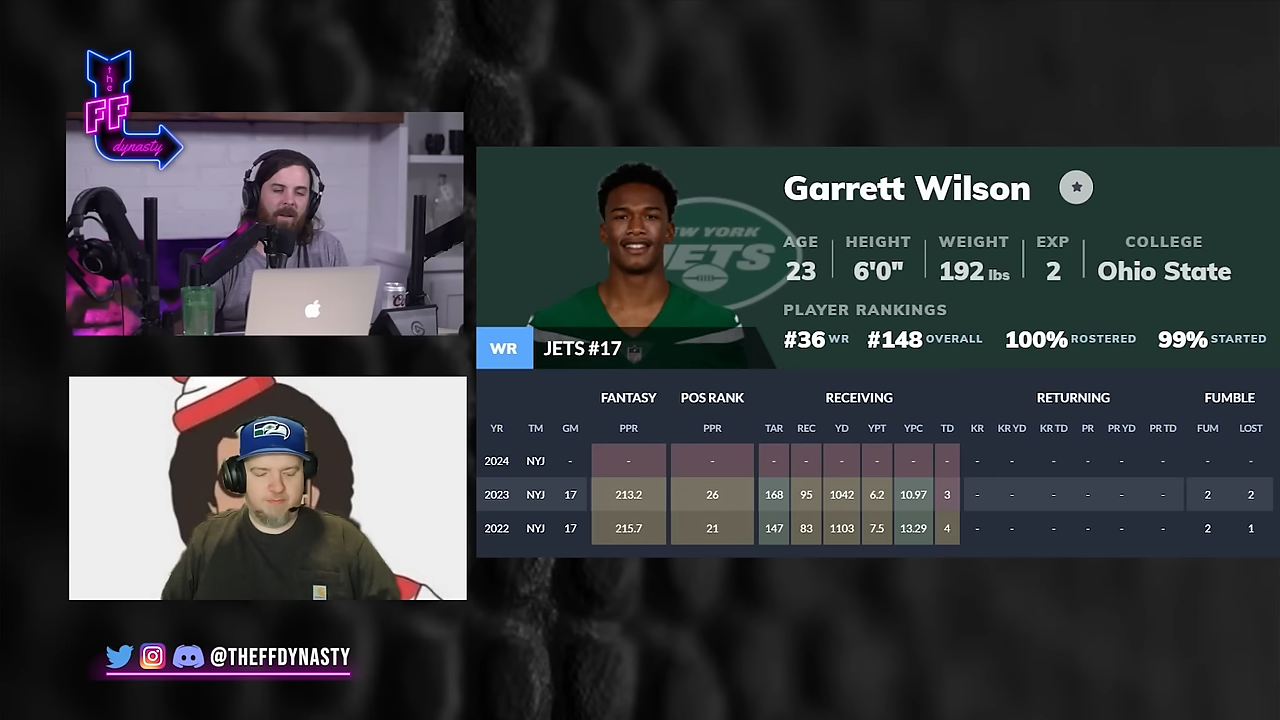 the
FF
dynasty
Garrett Wilson
NEW YORK
JETS
AGE HEIGHT WEIGHT EXP COLLEGE
23 6'0" 192 lbs 2 Ohio State
PLAYER RANKINGS
#36 WR #148 OVERALL 100% ROSTERED 99% STARTED
WR JETS #17
FANTASY POS RANK RECEIVING RETURNING FUMBLE
YR TM GM PPR PPR TAR REC YD YPT YPC TD KR KR YD KR TD PR PR YD PR TD FUM LOST
2024 NYJ - - - - - - - - - - - - - - - - -
2023 NYJ 17 213.2 26 168 95 1042 6.2 10.97 3 - - - - - - 2 2
2022 NYJ 17 215.7 21 147 83 1103 7.5 13.29 4 - - - - - - 2 1
@THEFFDYNASTY